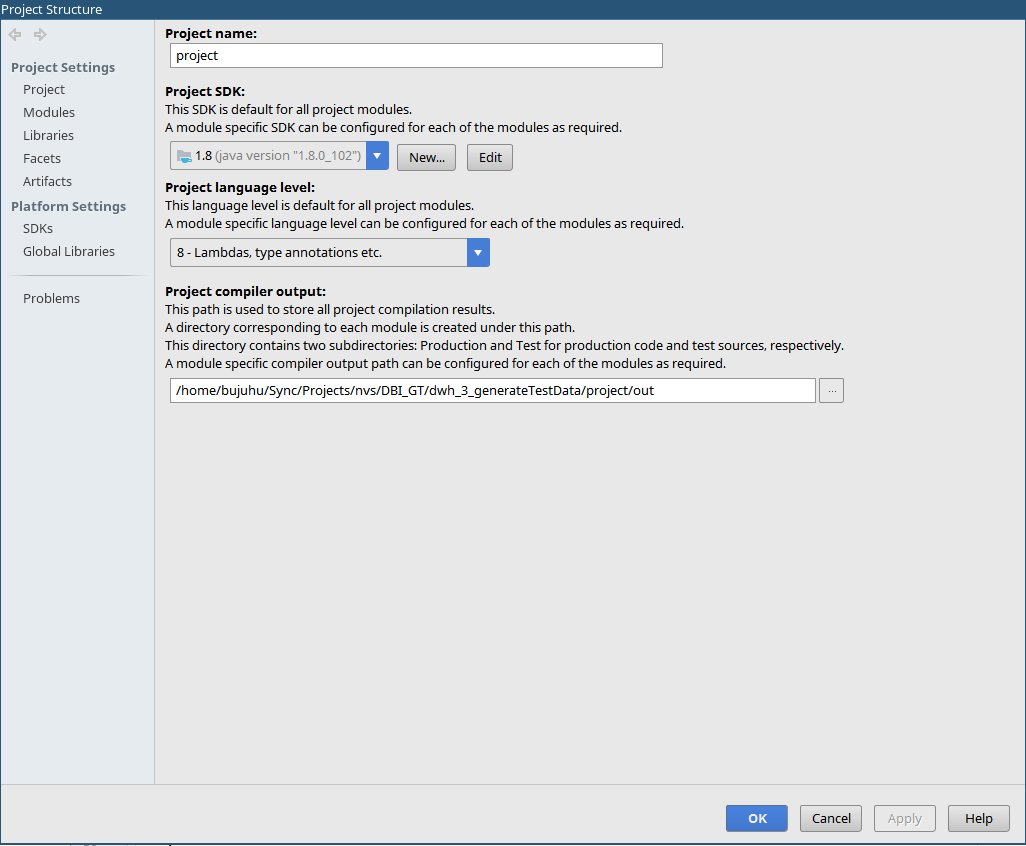 Project Structure
Project Settings
Project
Modules
Libraries
Facets
Artifacts
Platform Settings
SDKs
Global Libraries
Problems
Project name:
project
Project SDK:
This SDK is default for all project modules.
A module specific SDK can be configured for each of the modules as required.
1.8 (java version "1.8.0_102") New... Edit
Project language level:
This language level is default for all project modules.
A module specific language level can be configured for each of the modules as required.
8 - Lambdas, type annotations etc.
Project compiler output:
This path is used to store all project compilation results.
A directory corresponding to each module is created under this path.
This directory contains two subdirectories: Production and Test for production code and test sources, respectively.
A module specific compiler output path can be configured for each of the modules as required.
/home/bujuhu/Sync/Projects/nvs/DBI_GT/dwh_3_generateTestData/project/out ...
OK Cancel Apply Help